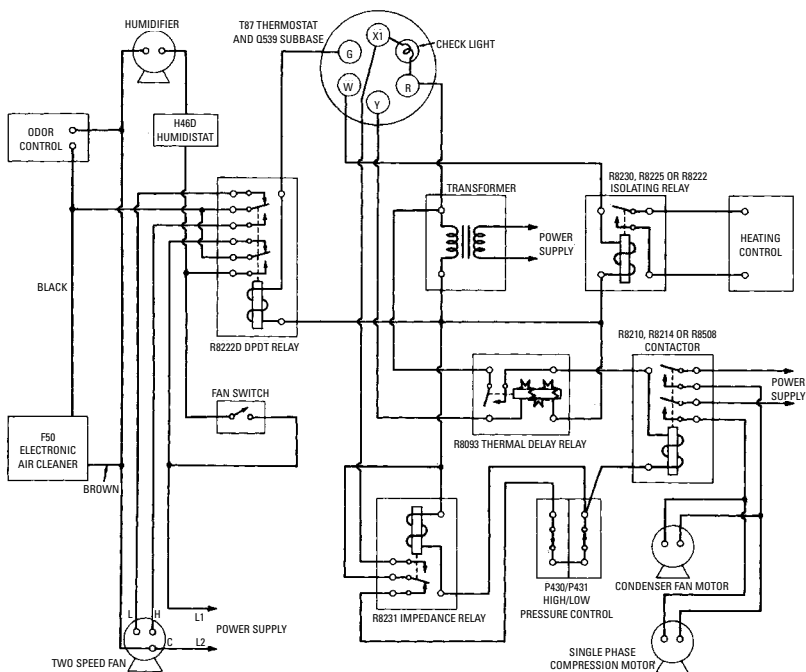 HUMIDIFIER
T87 THERMOSTAT
AND Q539 SUBBASE
X1
G
CHECK LIGHT
W
R
Y
H46D
HUMIDISTAT
ODOR
CONTROL
TRANSFORMER
R8230, R8225 OR R8222
ISOLATING RELAY
POWER
SUPPLY
HEATING
CONTROL
BLACK
R8222D DPDT RELAY
R8210, R8214 OR R8508
CONTACTOR
POWER
SUPPLY
FAN SWITCH
R8093 THERMAL DELAY RELAY
F50
ELECTRONIC
AIR CLEANER
BROWN
P430/P431
HIGH/LOW
PRESSURE CONTROL
CONDENSER FAN MOTOR
R8231 IMPEDANCE RELAY
L
H
L1
POWER SUPPLY
C
L2
TWO SPEED FAN
SINGLE PHASE
COMPRESSION MOTOR